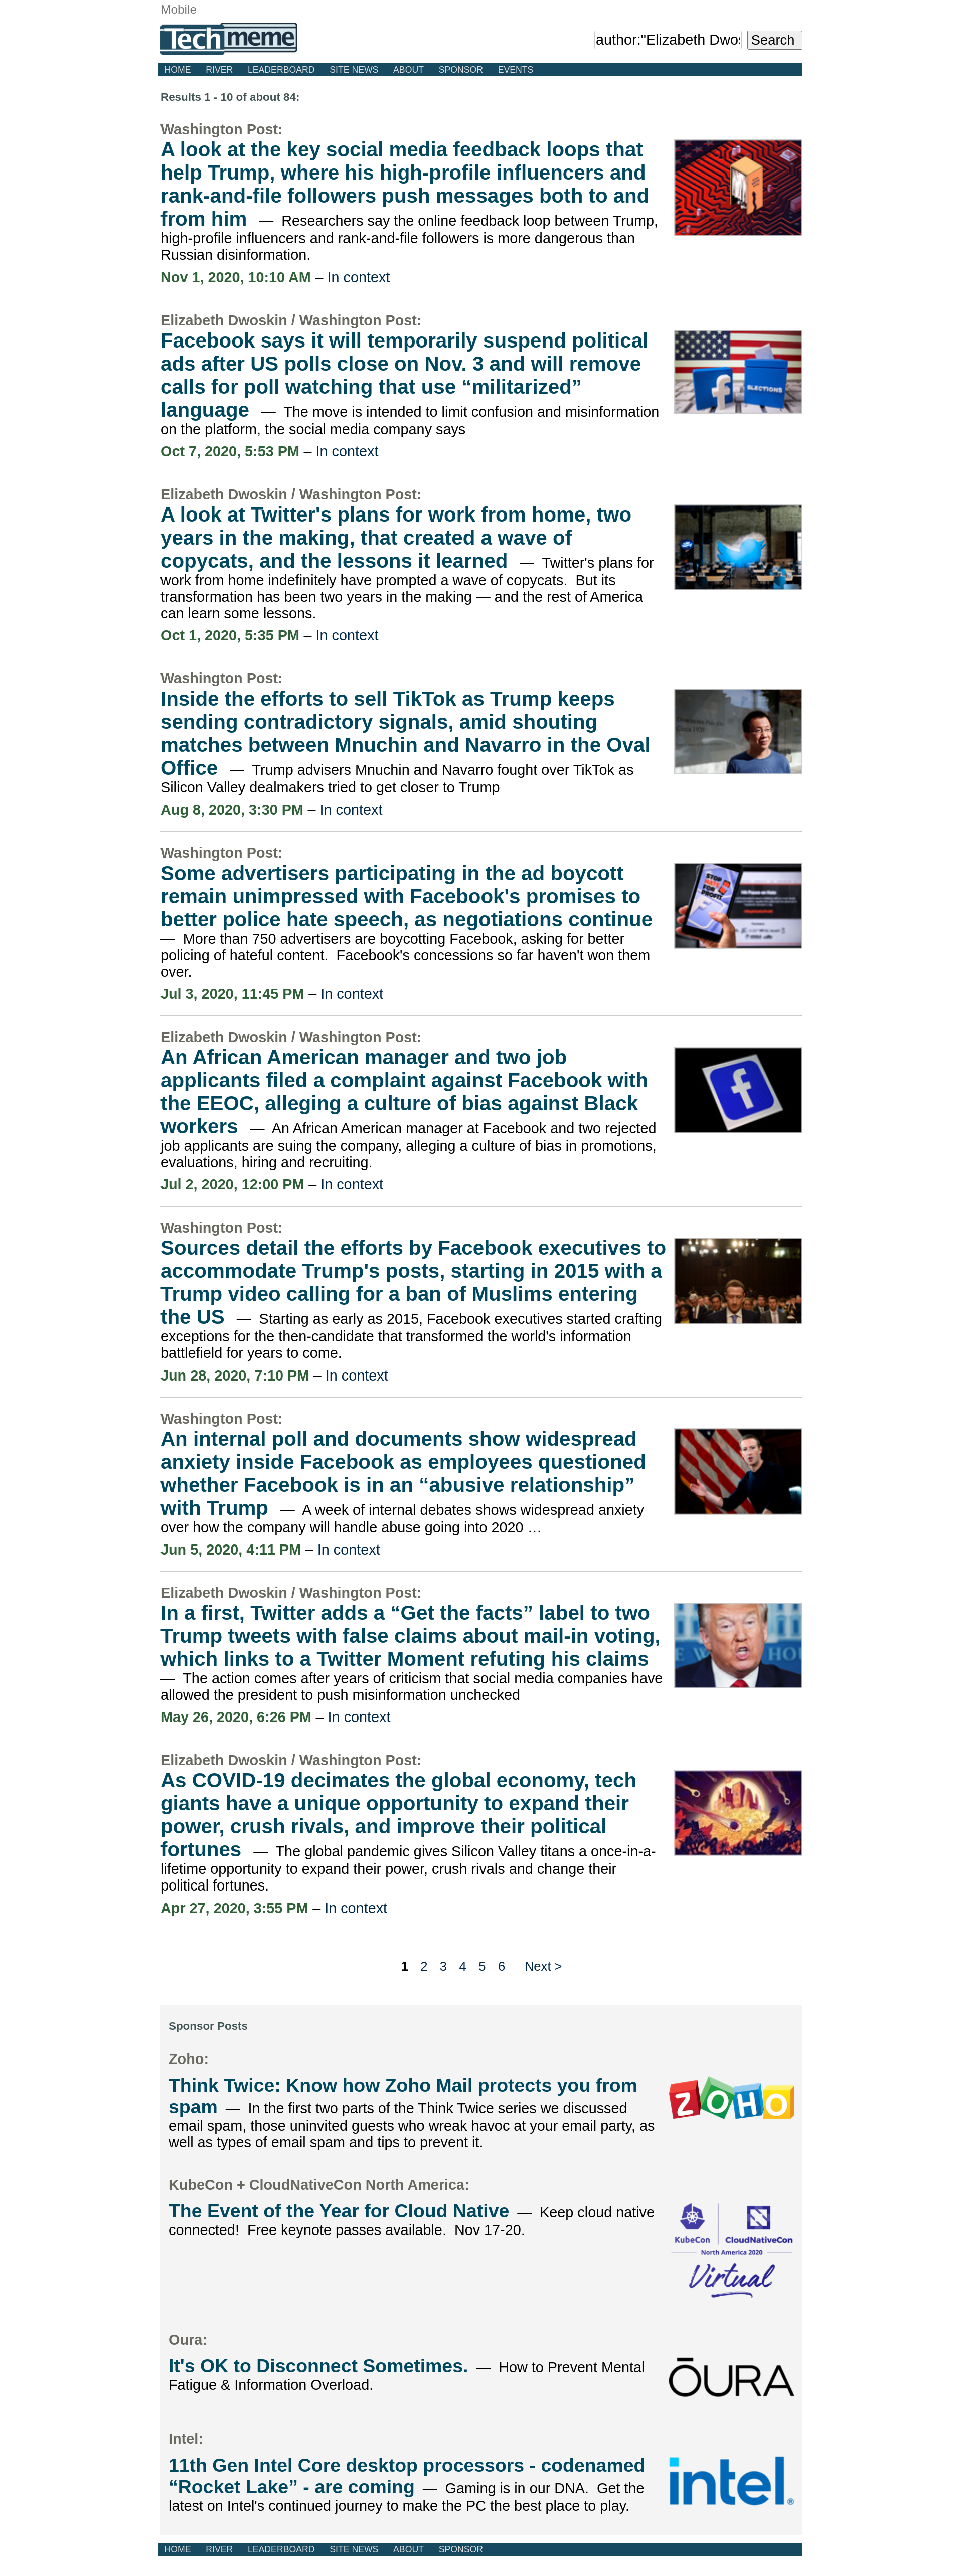 Mobile
Techmeme
author:"Elizabeth Dwos
Search
HOME RIVER LEADERBOARD SITE NEWS ABOUT SPONSOR EVENTS
Results 1 - 10 of about 84:
Washington Post:
A look at the key social media feedback loops that
help Trump, where his high-profile influencers and
rank-and-file followers push messages both to and
from him — Researchers say the online feedback loop between Trump,
high-profile influencers and rank-and-file followers is more dangerous than
Russian disinformation.
Nov 1, 2020, 10:10 AM – In context
Elizabeth Dwoskin / Washington Post:
Facebook says it will temporarily suspend political
ads after US polls close on Nov. 3 and will remove
calls for poll watching that use “militarized”
language — The move is intended to limit confusion and misinformation
on the platform, the social media company says
ELECTIONS
Oct 7, 2020, 5:53 PM – In context
Elizabeth Dwoskin / Washington Post:
A look at Twitter's plans for work from home, two
years in the making, that created a wave of
copycats, and the lessons it learned — Twitter's plans for
work from home indefinitely have prompted a wave of copycats. But its
transformation has been two years in the making — and the rest of America
can learn some lessons.
Oct 1, 2020, 5:35 PM – In context
Washington Post:
Inside the efforts to sell TikTok as Trump keeps
sending contradictory signals, amid shouting
matches between Mnuchin and Navarro in the Oval
Office — Trump advisers Mnuchin and Navarro fought over TikTok as
Silicon Valley dealmakers tried to get closer to Trump
Aug 8, 2020, 3:30 PM – In context
Washington Post:
Some advertisers participating in the ad boycott
remain unimpressed with Facebook's promises to
better police hate speech, as negotiations continue
— More than 750 advertisers are boycotting Facebook, asking for better
policing of hateful content. Facebook's concessions so far haven't won them
over.
STOP
HATE
FOR
PROFIT
Jul 3, 2020, 11:45 PM – In context
Elizabeth Dwoskin / Washington Post:
An African American manager and two job
applicants filed a complaint against Facebook with
the EEOC, alleging a culture of bias against Black
workers — An African American manager at Facebook and two rejected
job applicants are suing the company, alleging a culture of bias in promotions,
evaluations, hiring and recruiting.
Jul 2, 2020, 12:00 PM – In context
Washington Post:
Sources detail the efforts by Facebook executives to
accommodate Trump's posts, starting in 2015 with a
Trump video calling for a ban of Muslims entering
the US — Starting as early as 2015, Facebook executives started crafting
exceptions for the then-candidate that transformed the world's information
battlefield for years to come.
Jun 28, 2020, 7:10 PM – In context
Washington Post:
An internal poll and documents show widespread
anxiety inside Facebook as employees questioned
whether Facebook is in an “abusive relationship”
with Trump — A week of internal debates shows widespread anxiety
over how the company will handle abuse going into 2020 …
Jun 5, 2020, 4:11 PM – In context
Elizabeth Dwoskin / Washington Post:
In a first, Twitter adds a “Get the facts” label to two
Trump tweets with false claims about mail-in voting,
which links to a Twitter Moment refuting his claims
— The action comes after years of criticism that social media companies have
allowed the president to push misinformation unchecked
May 26, 2020, 6:26 PM – In context
Elizabeth Dwoskin / Washington Post:
As COVID-19 decimates the global economy, tech
giants have a unique opportunity to expand their
power, crush rivals, and improve their political
fortunes — The global pandemic gives Silicon Valley titans a once-in-a-
lifetime opportunity to expand their power, crush rivals and change their
political fortunes.
Apr 27, 2020, 3:55 PM – In context
1 2 3 4 5 6 Next >
Sponsor Posts
Zoho:
Think Twice: Know how Zoho Mail protects you from
spam — In the first two parts of the Think Twice series we discussed
email spam, those uninvited guests who wreak havoc at your email party, as
well as types of email spam and tips to prevent it.
ZOHO
KubeCon + CloudNativeCon North America:
The Event of the Year for Cloud Native — Keep cloud native
connected! Free keynote passes available. Nov 17-20.
KubeCon CloudNativeCon
North America 2020
Virtual
Oura:
It's OK to Disconnect Sometimes. — How to Prevent Mental
Fatigue & Information Overload.
ŌURA
Intel:
11th Gen Intel Core desktop processors - codenamed
“Rocket Lake” - are coming — Gaming is in our DNA. Get the
latest on Intel's continued journey to make the PC the best place to play.
intel®
HOME RIVER LEADERBOARD SITE NEWS ABOUT SPONSOR